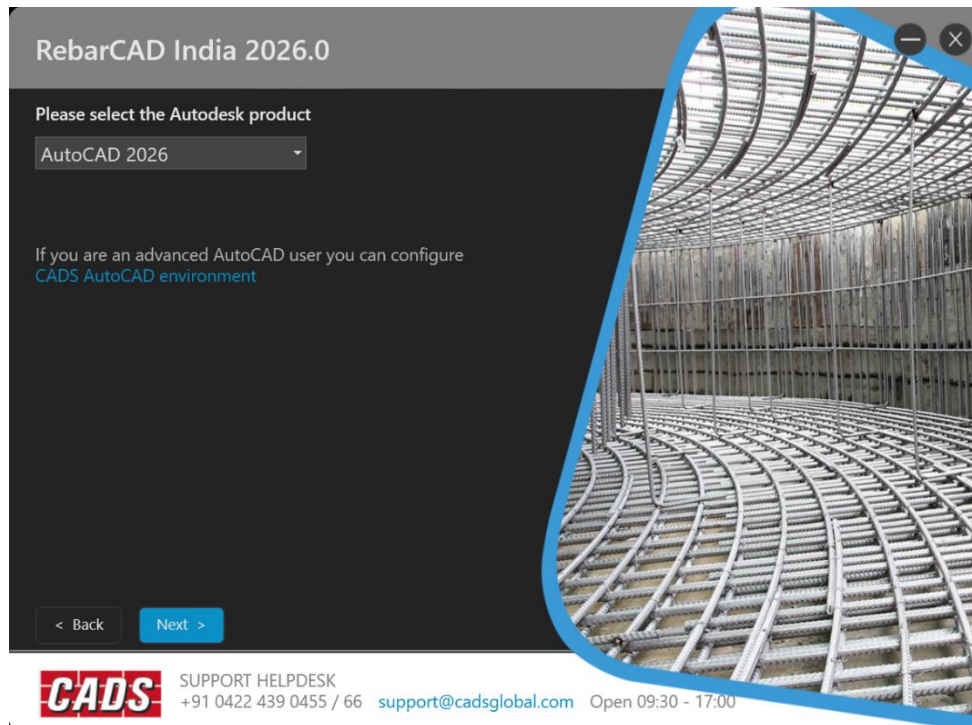 RebarCAD India 2026.0
Please select the Autodesk product
AutoCAD 2026
If you are an advanced AutoCAD user you can configure
CADS AutoCAD environment
< Back Next >
CADS
SUPPORT HELPDESK
+91 0422 439 0455 / 66 support@cadsglobal.com Open 09:30 - 17:00